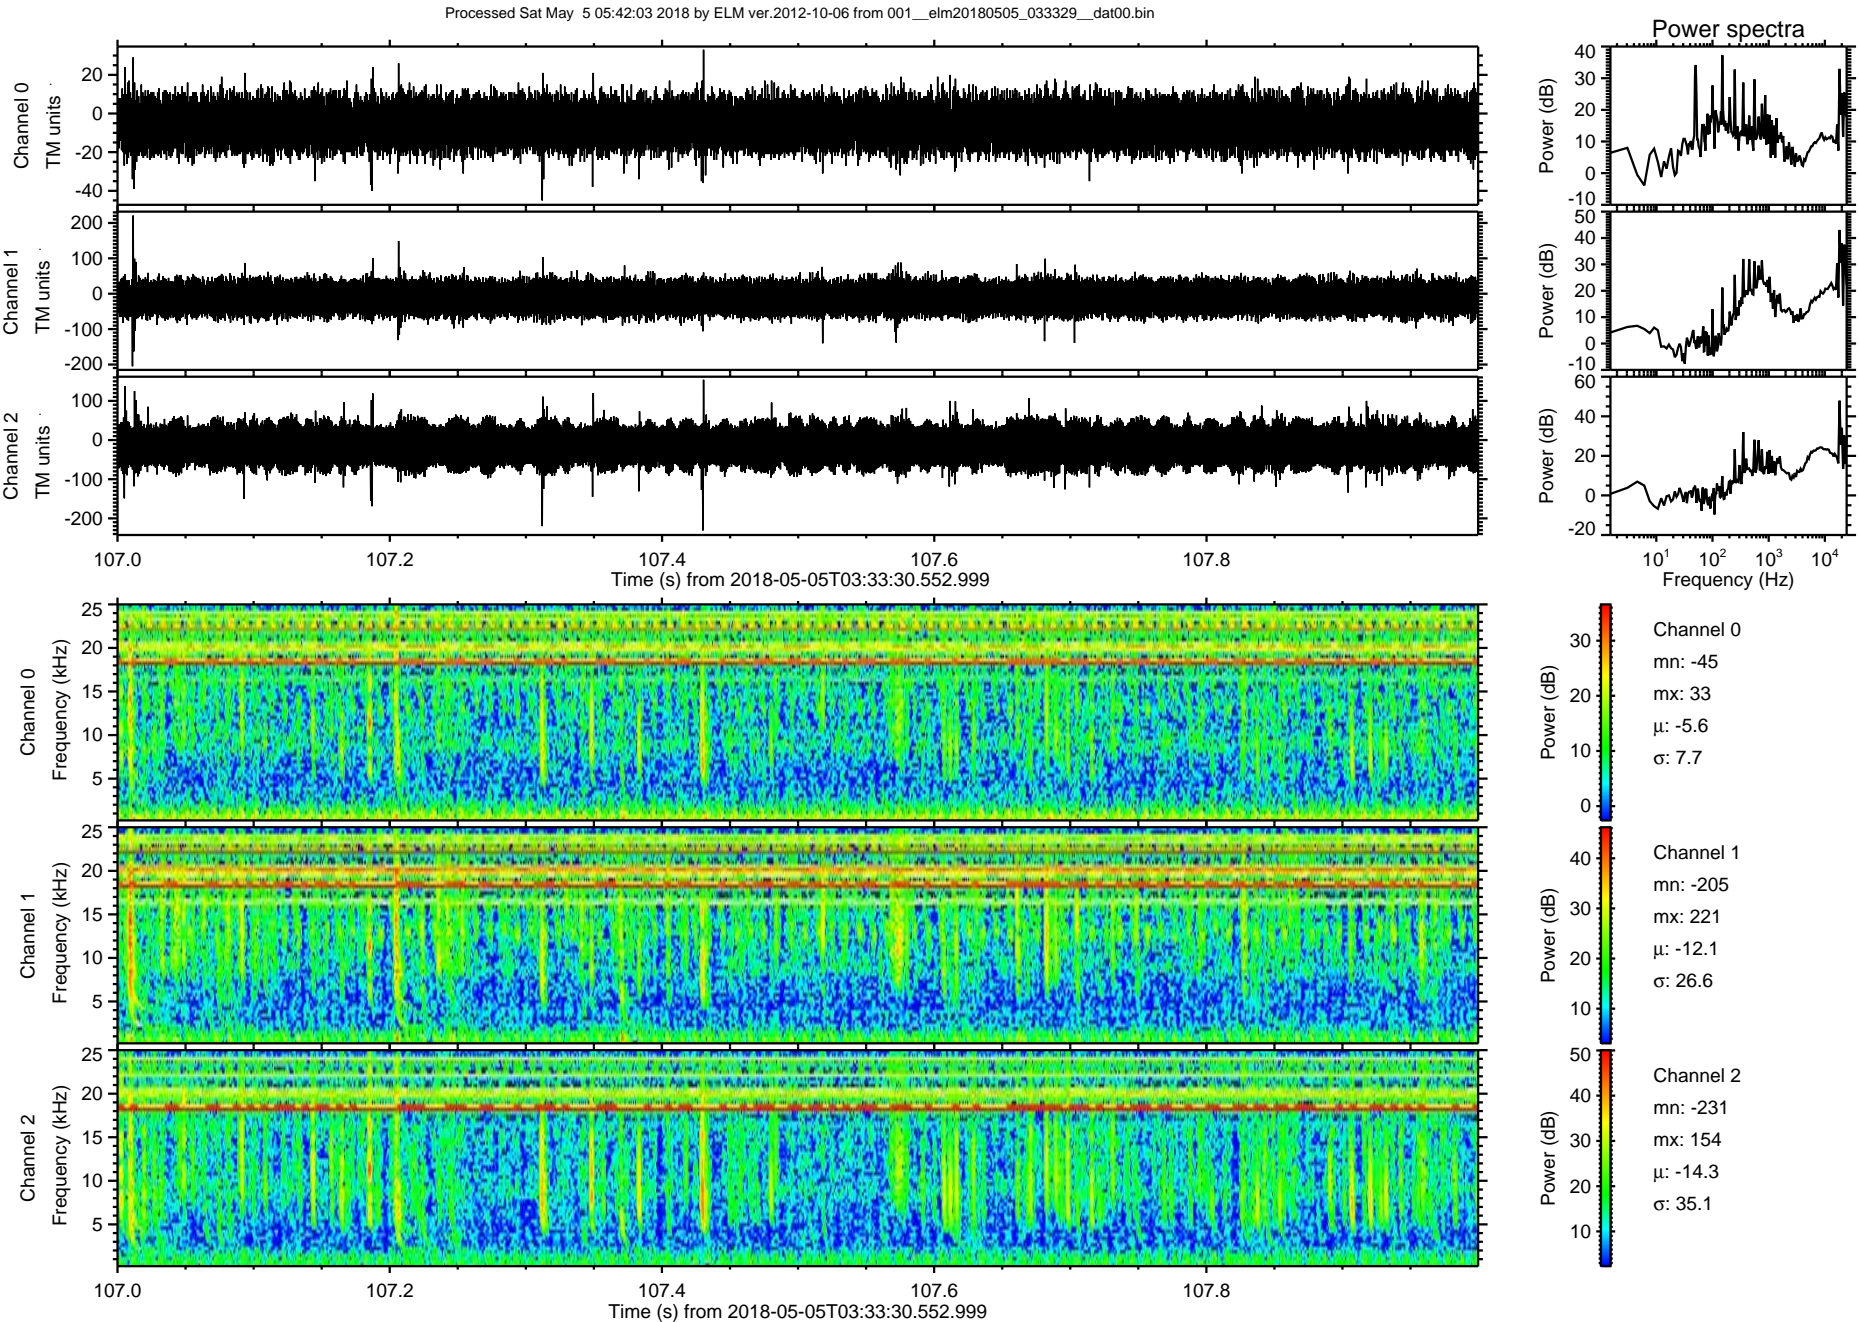 Processed Sat May  5 05:42:03 2018 by ELM ver.2012-10-06 from 001__elm20180505_033329__dat00.bin
Power spectra
Channel 0
TM units
20
0
-20
-40
Power (dB)
40
30
20
10
0
-10
Channel 1
TM units
200
100
0
-100
-200
Power (dB)
50
40
30
20
10
0
-10
Channel 2
TM units
100
0
-100
-200
Power (dB)
60
40
20
0
-20
107.0 107.2 107.4 107.6 107.8
Time (s) from 2018-05-05T03:33:30.552.999
10^1 10^2 10^3 10^4
Frequency (Hz)
Channel 0
Frequency (kHz)
25
20
15
10
5
Power (dB)
30
20
10
0
Channel 0
mn: -45
mx: 33
μ: -5.6
σ: 7.7
Channel 1
Frequency (kHz)
25
20
15
10
5
Power (dB)
40
30
20
10
Channel 1
mn: -205
mx: 221
μ: -12.1
σ: 26.6
Channel 2
Frequency (kHz)
25
20
15
10
5
Power (dB)
50
40
30
20
10
Channel 2
mn: -231
mx: 154
μ: -14.3
σ: 35.1
107.0 107.2 107.4 107.6 107.8
Time (s) from 2018-05-05T03:33:30.552.999